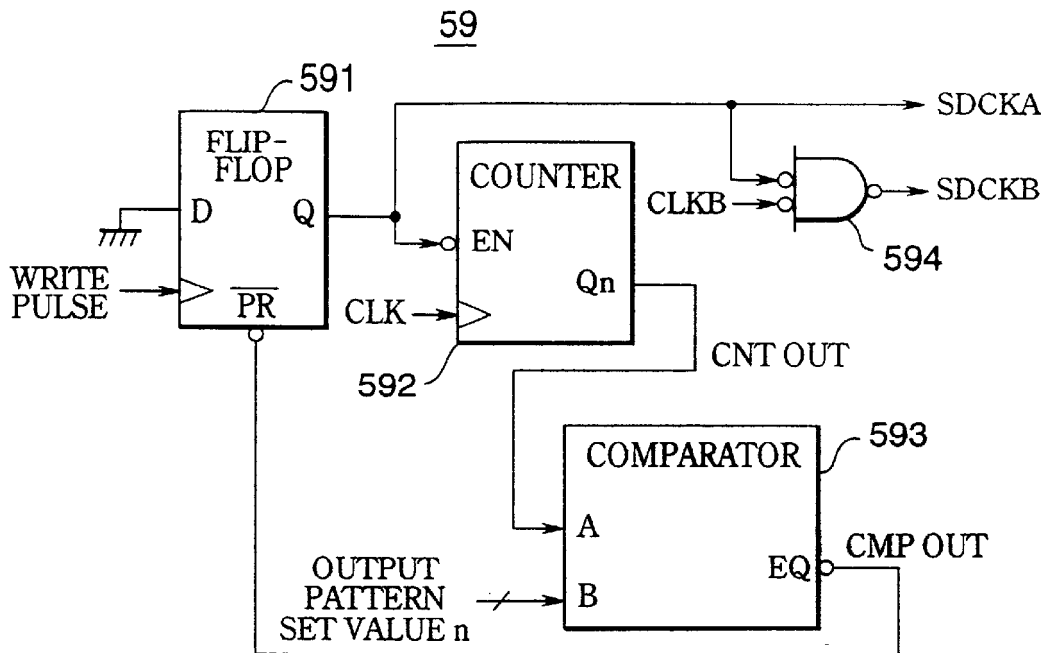 59
591
FLIP-
FLOP
D
Q
PR
WRITE
PULSE
COUNTER
EN
Qn
CLK
592
SDCKA
CLKB
SDCKB
594
CNT OUT
COMPARATOR
593
A
B
EQ
CMP OUT
OUTPUT
PATTERN
SET VALUE n